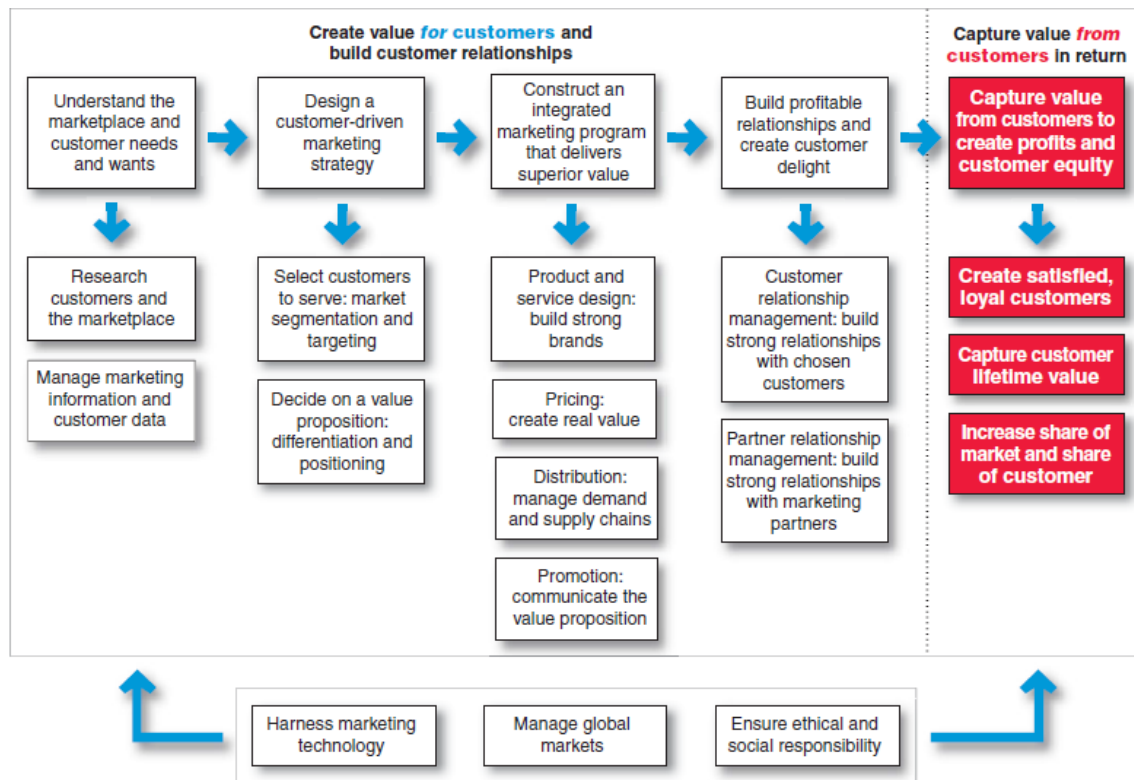 Create value for customers and
build customer relationships
Capture value from
customers in return
Understand the
marketplace and
customer needs
and wants
Design a
customer-driven
marketing
strategy
Construct an
integrated
marketing program
that delivers
superior value
Build profitable
relationships and
create customer
delight
Capture value
from customers to
create profits and
customer equity
Research
customers and
the marketplace
Manage marketing
information and
customer data
Select customers
to serve: market
segmentation and
targeting
Decide on a value
proposition:
differentiation and
positioning
Product and
service design:
build strong
brands
Pricing:
create real value
Distribution:
manage demand
and supply chains
Promotion:
communicate the
value proposition
Customer
relationship
management: build
strong relationships
with chosen
customers
Partner relationship
management: build
strong relationships
with marketing
partners
Create satisfied,
loyal customers
Capture customer
lifetime value
Increase share of
market and share
of customer
Harness marketing
technology
Manage global
markets
Ensure ethical and
social responsibility